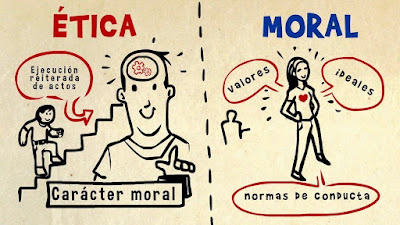 ÉTICA
Ejecución
reiterada
de actos
Carácter moral
MORAL
valores
ideales
normas de conducta